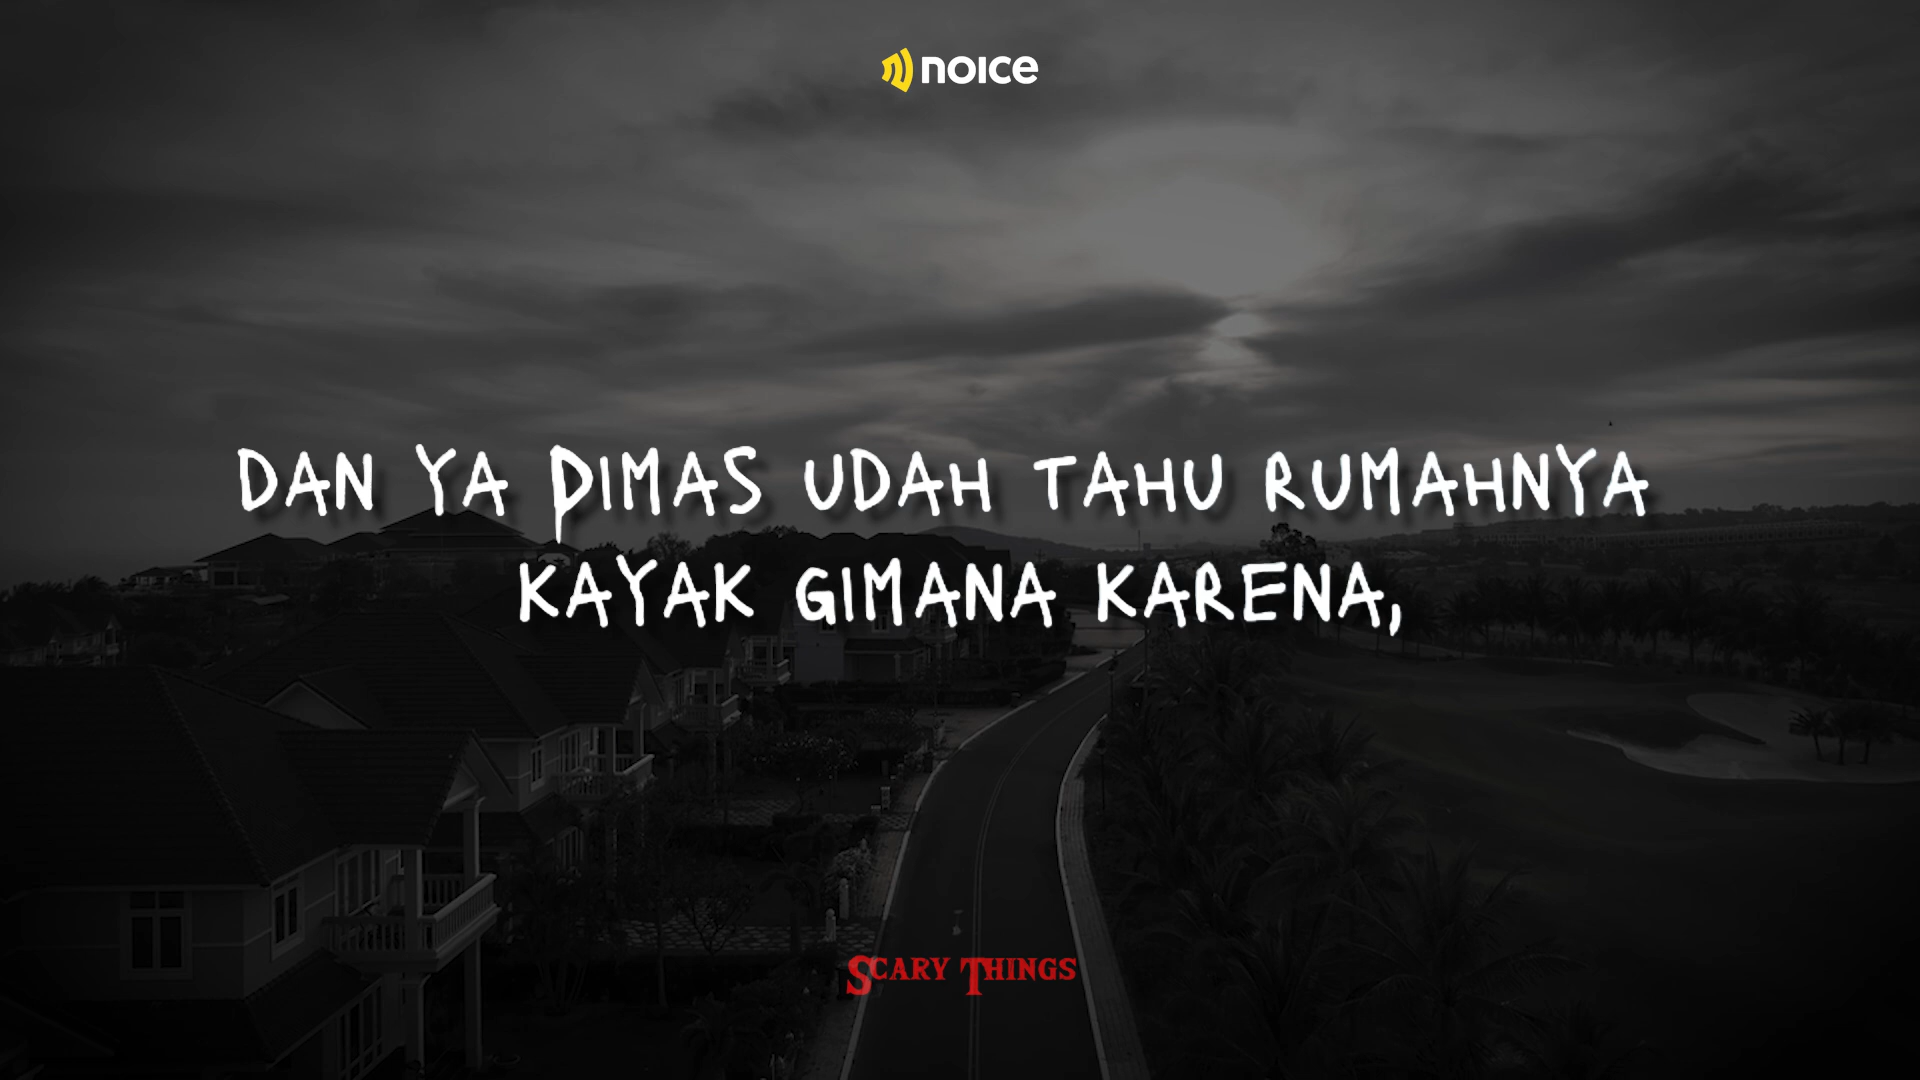 noice
DAN YA DIMAS UDAH TAHU RUMAHNYA
KAYAK GIMANA KARENA,
SCARY THINGS